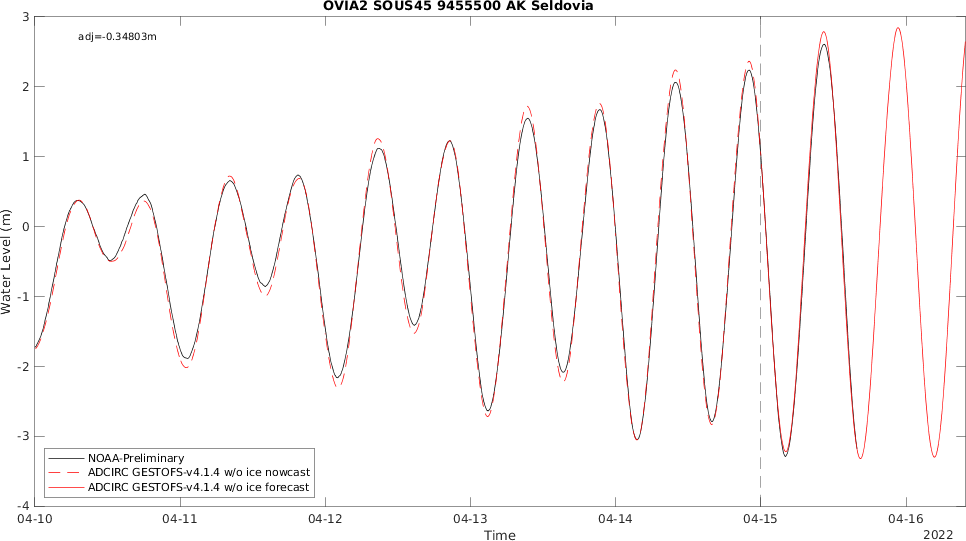 OVIA2 SOUS45 9455500 AK Seldovia
adj=-0.34803m
3
2
1
0
-1
-2
-3
-4
Water Level (m)
NOAA-Preliminary
ADCIRC GESTOFS-v4.1.4 w/o ice nowcast
ADCIRC GESTOFS-v4.1.4 w/o ice forecast
04-10 04-11 04-12 04-13 04-14 04-15 04-16
Time
2022